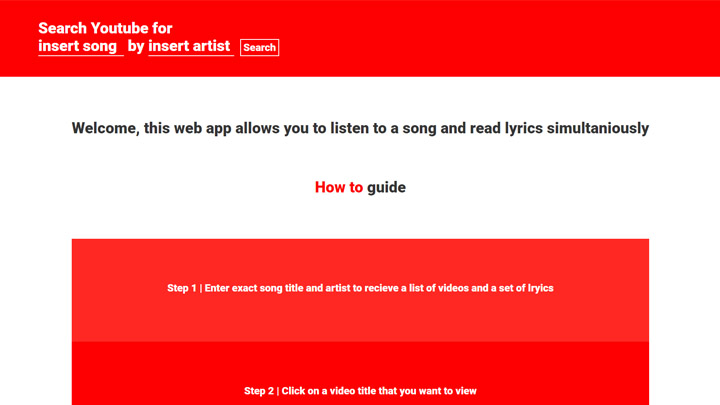 Search Youtube for
insert song by insert artist Search
Welcome, this web app allows you to listen to a song and read lyrics simultaniously
How to guide
Step 1 | Enter exact song title and artist to recieve a list of videos and a set of lryics
Step 2 | Click on a video title that you want to view